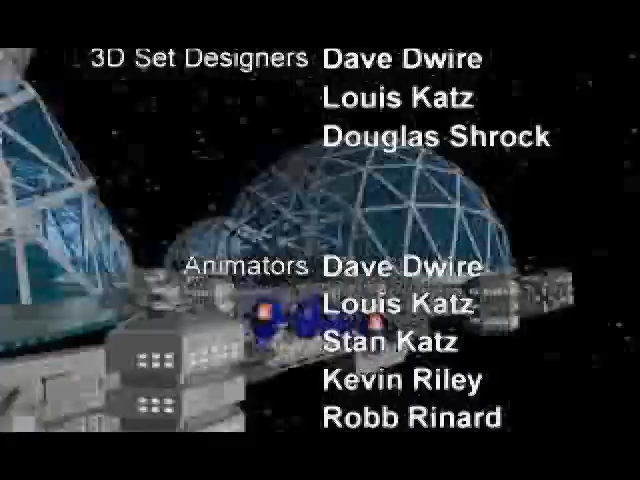 3D Set Designers Dave Dwire
Louis Katz
Douglas Shrock
Animators Dave Dwire
Louis Katz
Stan Katz
Kevin Riley
Robb Rinard